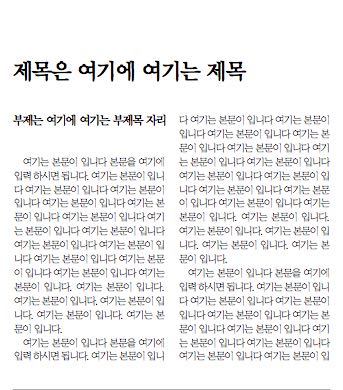 제목은 여기에 여기는 제목
부제는 여기에 여기는 부제목 자리
여기는 본문이 입니다 본문을 여기에
입력 하시면 됩니다. 여기는 본문이 입니
다 여기는 본문이 입니다 여기는 본문이
입니다 여기는 본문이 입니다 여기는 본
문이 입니다 여기는 본문이 입니다 여기
는 본문이 입니다 여기는 본문이 입니다
여기는 본문이 입니다 여기는 본문이 입
니다 여기는 본문이 입니다 여기는 본문
이 입니다 여기는 본문이 입니다 여기는
본문이 입니다. 여기는 본문이 입니다.
여기는 본문이 입니다. 여기는 본문이 입
니다. 여기는 본문이 입니다. 여기는 본
문이 입니다.
여기는 본문이 입니다 본문을 여기에
입력 하시면 됩니다. 여기는 본문이 입니
다 여기는 본문이 입니다 여기는 본문이
입니다 여기는 본문이 입니다 여기는 본
문이 입니다 여기는 본문이 입니다 여기
는 본문이 입니다 여기는 본문이 입니다
여기는 본문이 입니다 여기는 본문이 입
니다 여기는 본문이 입니다 여기는 본문
이 입니다 여기는 본문이 입니다 여기는
본문이 입니다. 여기는 본문이 입니다.
여기는 본문이 입니다. 여기는 본문이 입
니다. 여기는 본문이 입니다. 여기는 본
문이 입니다.
여기는 본문이 입니다 본문을 여기에
입력 하시면 됩니다. 여기는 본문이 입니
다 여기는 본문이 입니다 여기는 본문이
입니다 여기는 본문이 입니다 여기는 본
문이 입니다 여기는 본문이 입니다 여기
는 본문이 입니다 여기는 본문이 입니다
여기는 본문이 입니다 여기는 본문이 입